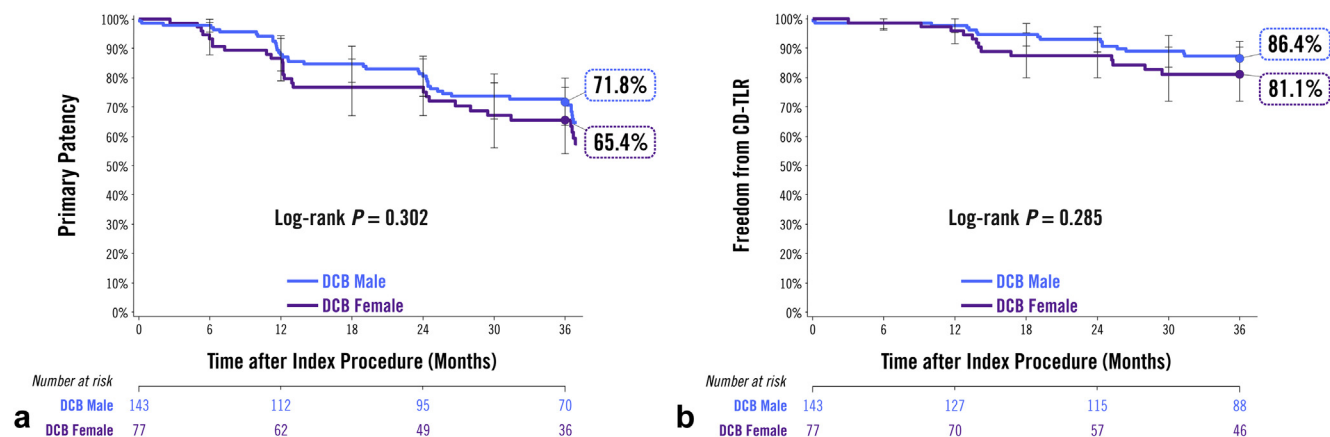 Primary Patency
100%
90%
80%
70%
60%
50%
40%
30%
20%
10%
0%
71.8%
65.4%
Log-rank P = 0.302
DCB Male
DCB Female
0 6 12 18 24 30 36
Time after Index Procedure (Months)
Number at risk
DCB Male 143 112 95 70
DCB Female 77 62 49 36
a
Freedom from CD-TLR
100%
90%
80%
70%
60%
50%
40%
30%
20%
10%
0%
86.4%
81.1%
Log-rank P = 0.285
DCB Male
DCB Female
0 6 12 18 24 30 36
Time after Index Procedure (Months)
Number at risk
DCB Male 143 127 115 88
DCB Female 77 70 57 46
b